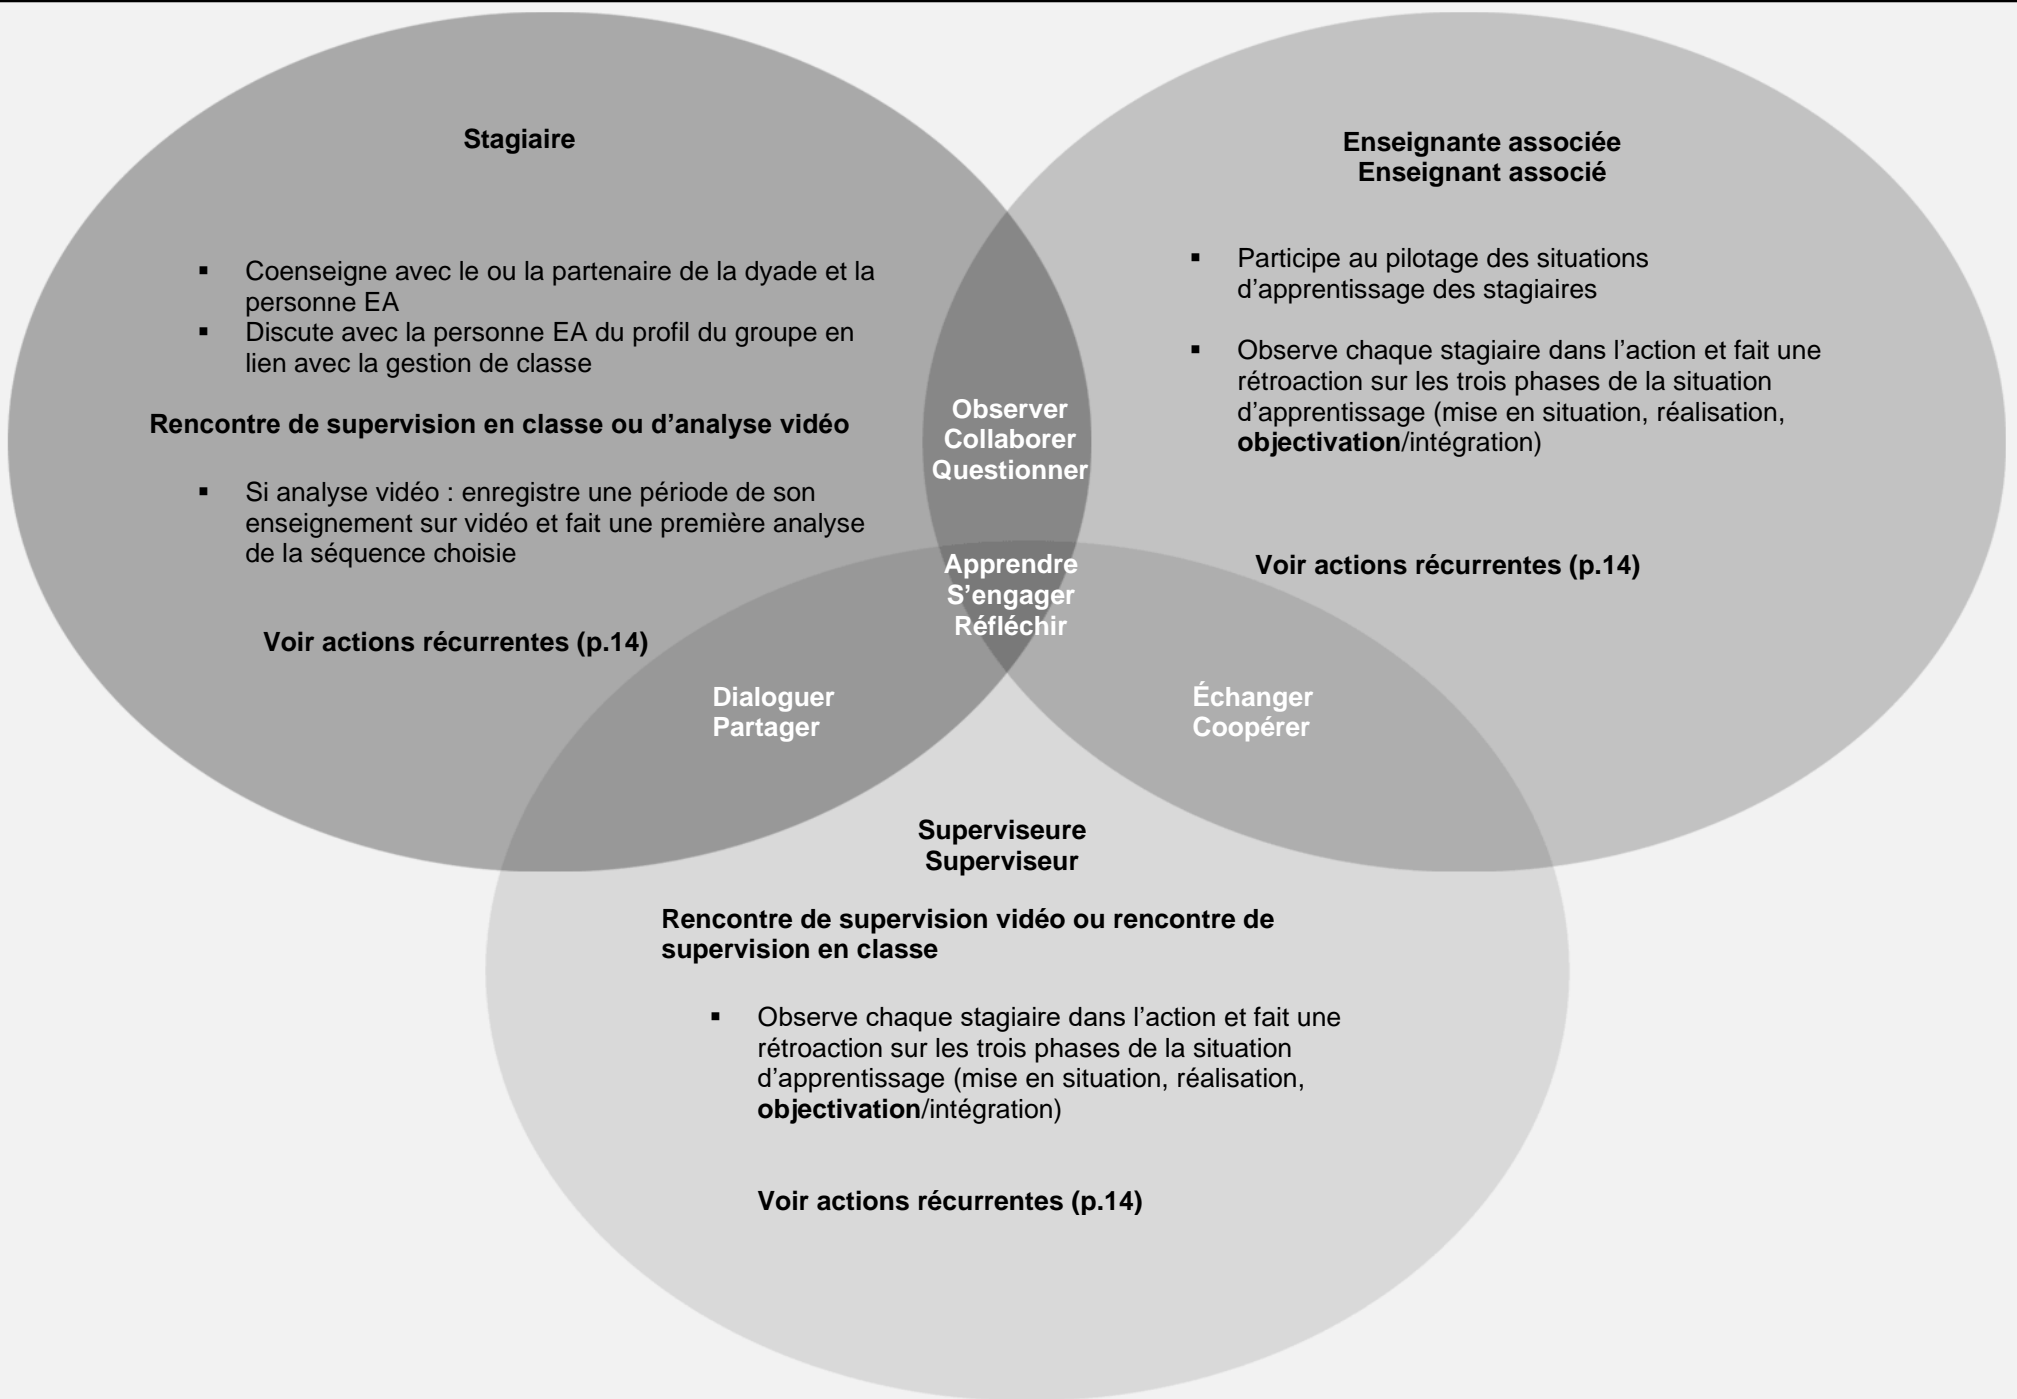 Stagiaire
▪ Coenseigne avec le ou la partenaire de la dyade et la
personne EA
▪ Discute avec la personne EA du profil du groupe en
lien avec la gestion de classe
Rencontre de supervision en classe ou d’analyse vidéo
▪ Si analyse vidéo : enregistre une période de son
enseignement sur vidéo et fait une première analyse
de la séquence choisie
Voir actions récurrentes (p.14)
Enseignante associée
Enseignant associé
▪ Participe au pilotage des situations
d’apprentissage des stagiaires
▪ Observe chaque stagiaire dans l’action et fait une
rétroaction sur les trois phases de la situation
d’apprentissage (mise en situation, réalisation,
objectivation/intégration)
Voir actions récurrentes (p.14)
Observer
Collaborer
Questionner
Apprendre
S’engager
Réfléchir
Dialoguer
Partager
Échanger
Coopérer
Superviseure
Superviseur
Rencontre de supervision vidéo ou rencontre de
supervision en classe
▪ Observe chaque stagiaire dans l’action et fait une
rétroaction sur les trois phases de la situation
d’apprentissage (mise en situation, réalisation,
objectivation/intégration)
Voir actions récurrentes (p.14)